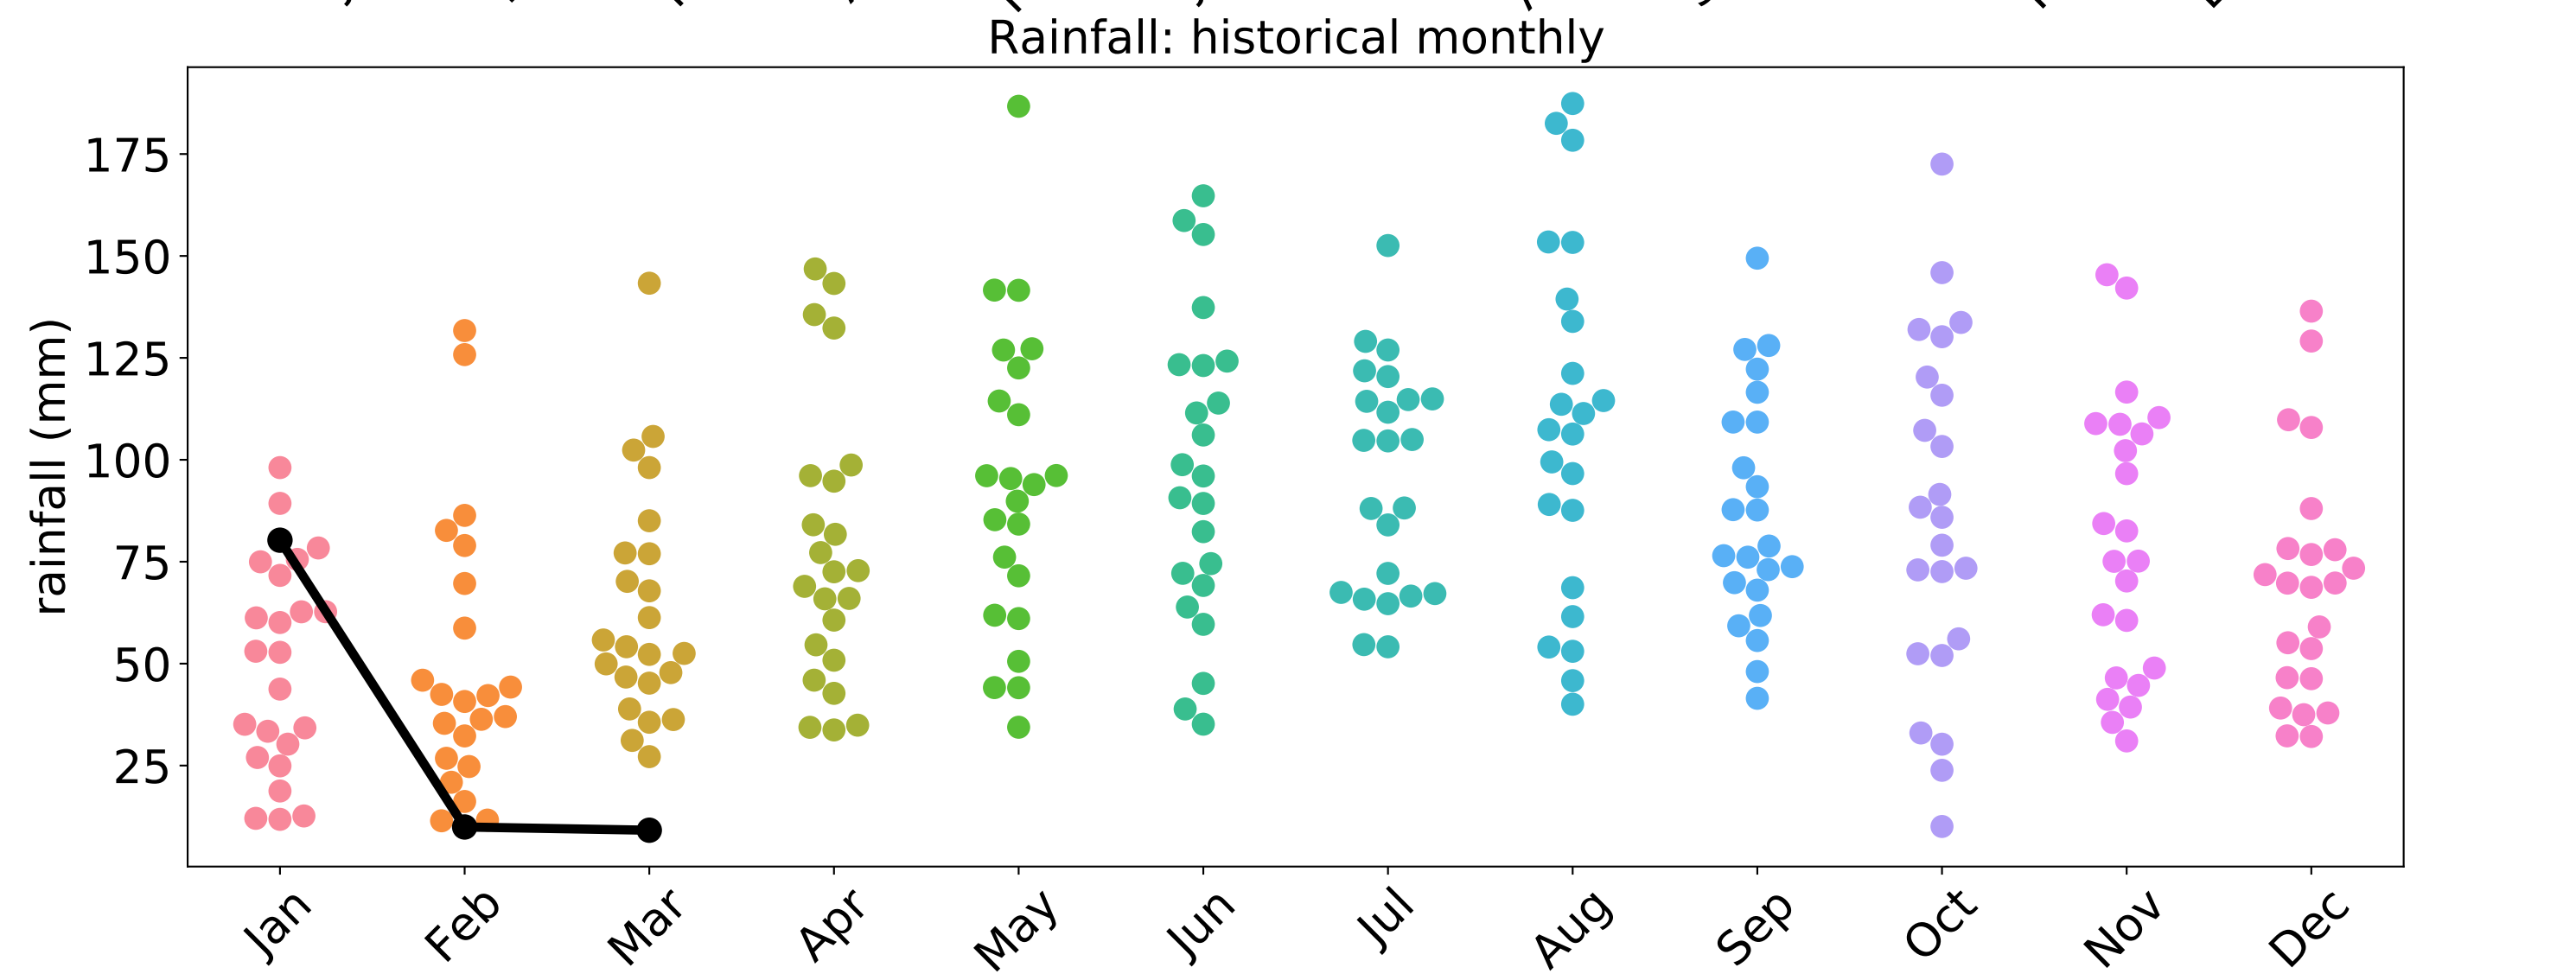 Rainfall: historical monthly
rainfall (mm)
175
150
125
100
75
50
25
Jan
Feb
Mar
Apr
May
Jun
Jul
Aug
Sep
Oct
Nov
Dec